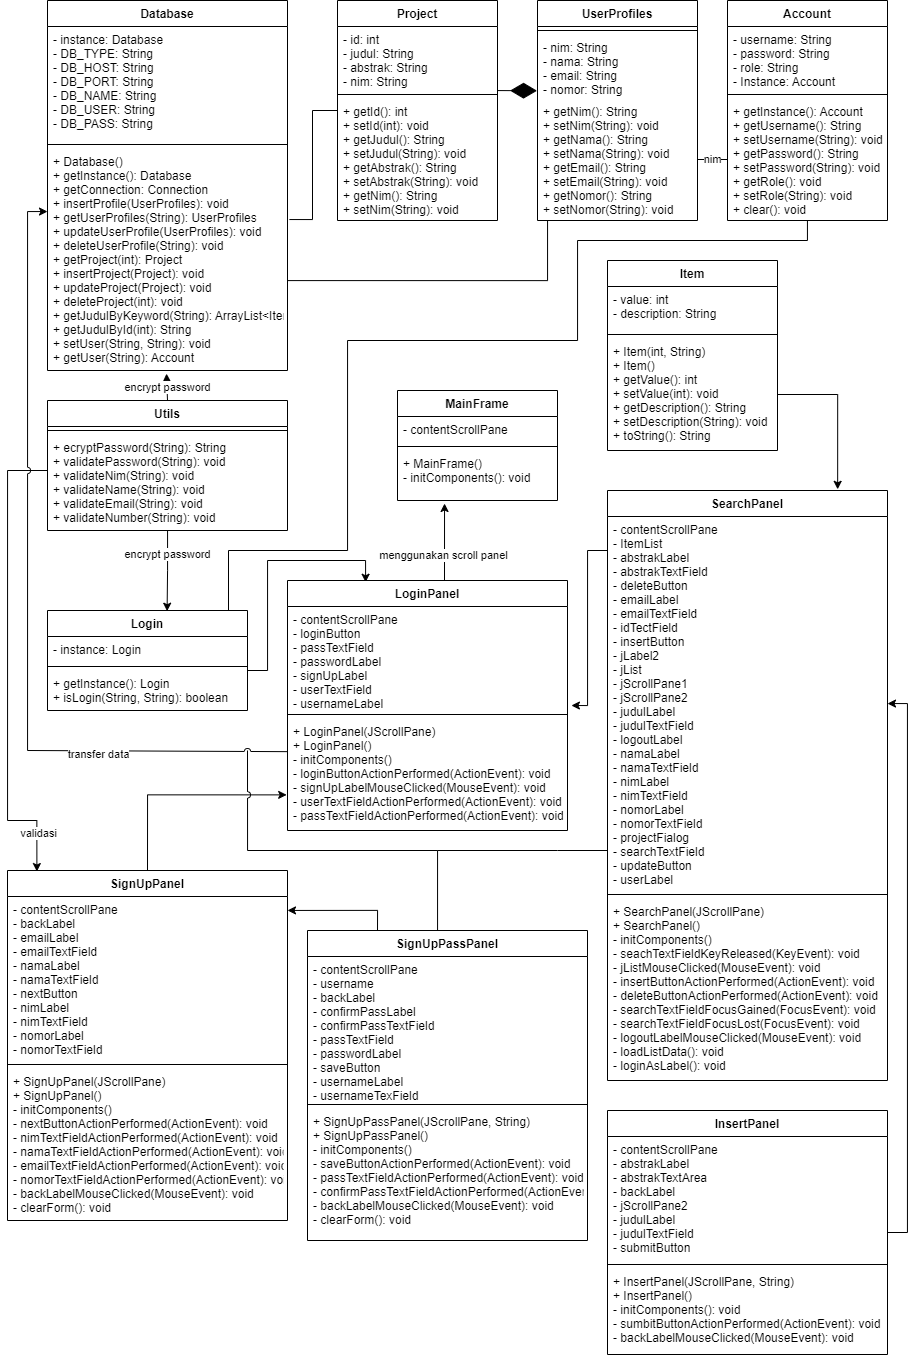 Database
- instance: Database
- DB_TYPE: String
- DB_HOST: String
- DB_PORT: String
- DB_NAME: String
- DB_USER: String
- DB_PASS: String
+ Database()
+ getInstance(): Database
+ getConnection: Connection
+ insertProfile(UserProfiles): void
+ getUserProfiles(String): UserProfiles
+ updateUserProfile(UserProfiles): void
+ deleteUserProfile(String): void
+ getProject(int): Project
+ insertProject(Project): void
+ updateProject(Project): void
+ deleteProject(int): void
+ getJudulByKeyword(String): ArrayList<Ite
+ getJudulById(int): String
+ setUser(String, String): void
+ getUser(String): Account
Project
- id: int
- judul: String
- abstrak: String
- nim: String
+ getId(): int
+ setId(int): void
+ getJudul(): String
+ setJudul(String): void
+ getAbstrak(): String
+ setAbstrak(String): void
+ getNim(): String
+ setNim(String): void
UserProfiles
- nim: String
- nama: String
- email: String
- nomor: String
+ getNim(): String
+ setNim(String): void
+ getNama(): String
+ setNama(String): void
+ getEmail(): String
+ setEmail(String): void
+ getNomor(): String
+ setNomor(String): void
nim
Account
- username: String
- password: String
- role: String
- Instance: Account
+ getInstance(): Account
+ getUsername(): String
+ setUsername(String): void
+ getPassword(): String
+ setPassword(String): void
+ getRole(): void
+ setRole(String): void
+ clear(): void
Item
- value: int
- description: String
+ Item(int, String)
+ Item()
+ getValue(): int
+ setValue(int): void
+ getDescription(): String
+ setDescription(String): void
+ toString(): String
encrypt password
Utils
+ ecryptPassword(String): String
+ validatePassword(String): void
+ validateNim(String): void
+ validateName(String): void
+ validateEmail(String): void
+ validateNumber(String): void
encrypt password
MainFrame
- contentScrollPane
+ MainFrame()
- initComponents(): void
menggunakan scroll panel
Login
- instance: Login
+ getInstance(): Login
+ isLogin(String, String): boolean
transfer data
LoginPanel
- contentScrollPane
- loginButton
- passTextField
- passwordLabel
- signUpLabel
- userTextField
- usernameLabel
+ LoginPanel(JScrollPane)
+ LoginPanel()
- initComponents()
- loginButtonActionPerformed(ActionEvent): void
- signUpLabelMouseClicked(MouseEvent): void
- userTextFieldActionPerformed(ActionEvent): void
- passTextFieldActionPerformed(ActionEvent): void
SearchPanel
- contentScrollPane
- ItemList
- abstrakLabel
- abstrakTextField
- deleteButton
- emailLabel
- emailTextField
- idTectField
- insertButton
- jLabel2
- jList
- jScrollPane1
- jScrollPane2
- judulLabel
- judulTextField
- logoutLabel
- namaLabel
- namaTextField
- nimLabel
- nimTextField
- nomorLabel
- nomorTextField
- projectFialog
- searchTextField
- updateButton
- userLabel
+ SearchPanel(JScrollPane)
+ SearchPanel()
- initComponents()
- seachTextFieldKeyReleased(KeyEvent): void
- jListMouseClicked(MouseEvent): void
- insertButtonActionPerformed(ActionEvent): void
- deleteButtonActionPerformed(ActionEvent): void
- searchTextFieldFocusGained(FocusEvent): void
- searchTextFieldFocusLost(FocusEvent): void
- logoutLabelMouseClicked(MouseEvent): void
- loadListData(): void
- loginAsLabel(): void
validasi
SignUpPanel
- contentScrollPane
- backLabel
- emailLabel
- emailTextField
- namaLabel
- namaTextField
- nextButton
- nimLabel
- nimTextField
- nomorLabel
- nomorTextField
+ SignUpPanel(JScrollPane)
+ SignUpPanel()
- initComponents()
- nextButtonActionPerformed(ActionEvent): void
- nimTextFieldActionPerformed(ActionEvent): void
- namaTextFieldActionPerformed(ActionEvent): void
- emailTextFieldActionPerformed(ActionEvent): void
- nomorTextFieldActionPerformed(ActionEvent): vo
- backLabelMouseClicked(MouseEvent): void
- clearForm(): void
SignUpPassPanel
- contentScrollPane
- username
- backLabel
- confirmPassLabel
- confirmPassTextField
- passTextField
- passwordLabel
- saveButton
- usernameLabel
- usernameTexField
+ SignUpPassPanel(JScrollPane, String)
+ SignUpPassPanel()
- initComponents()
- saveButtonActionPerformed(ActionEvent): void
- passTextFieldActionPerformed(ActionEvent): void
- confirmPassTextFieldActionPerformed(ActionEve
- backLabelMouseClicked(MouseEvent): void
- clearForm(): void
InsertPanel
- contentScrollPane
- abstrakLabel
- abstrakTextArea
- backLabel
- jScrollPane2
- judulLabel
- judulTextField
- submitButton
+ InsertPanel(JScrollPane, String)
+ InsertPanel()
- initComponents(): void
- sumbitButtonActionPerformed(ActionEvent): void
- backLabelMouseClicked(MouseEvent): void